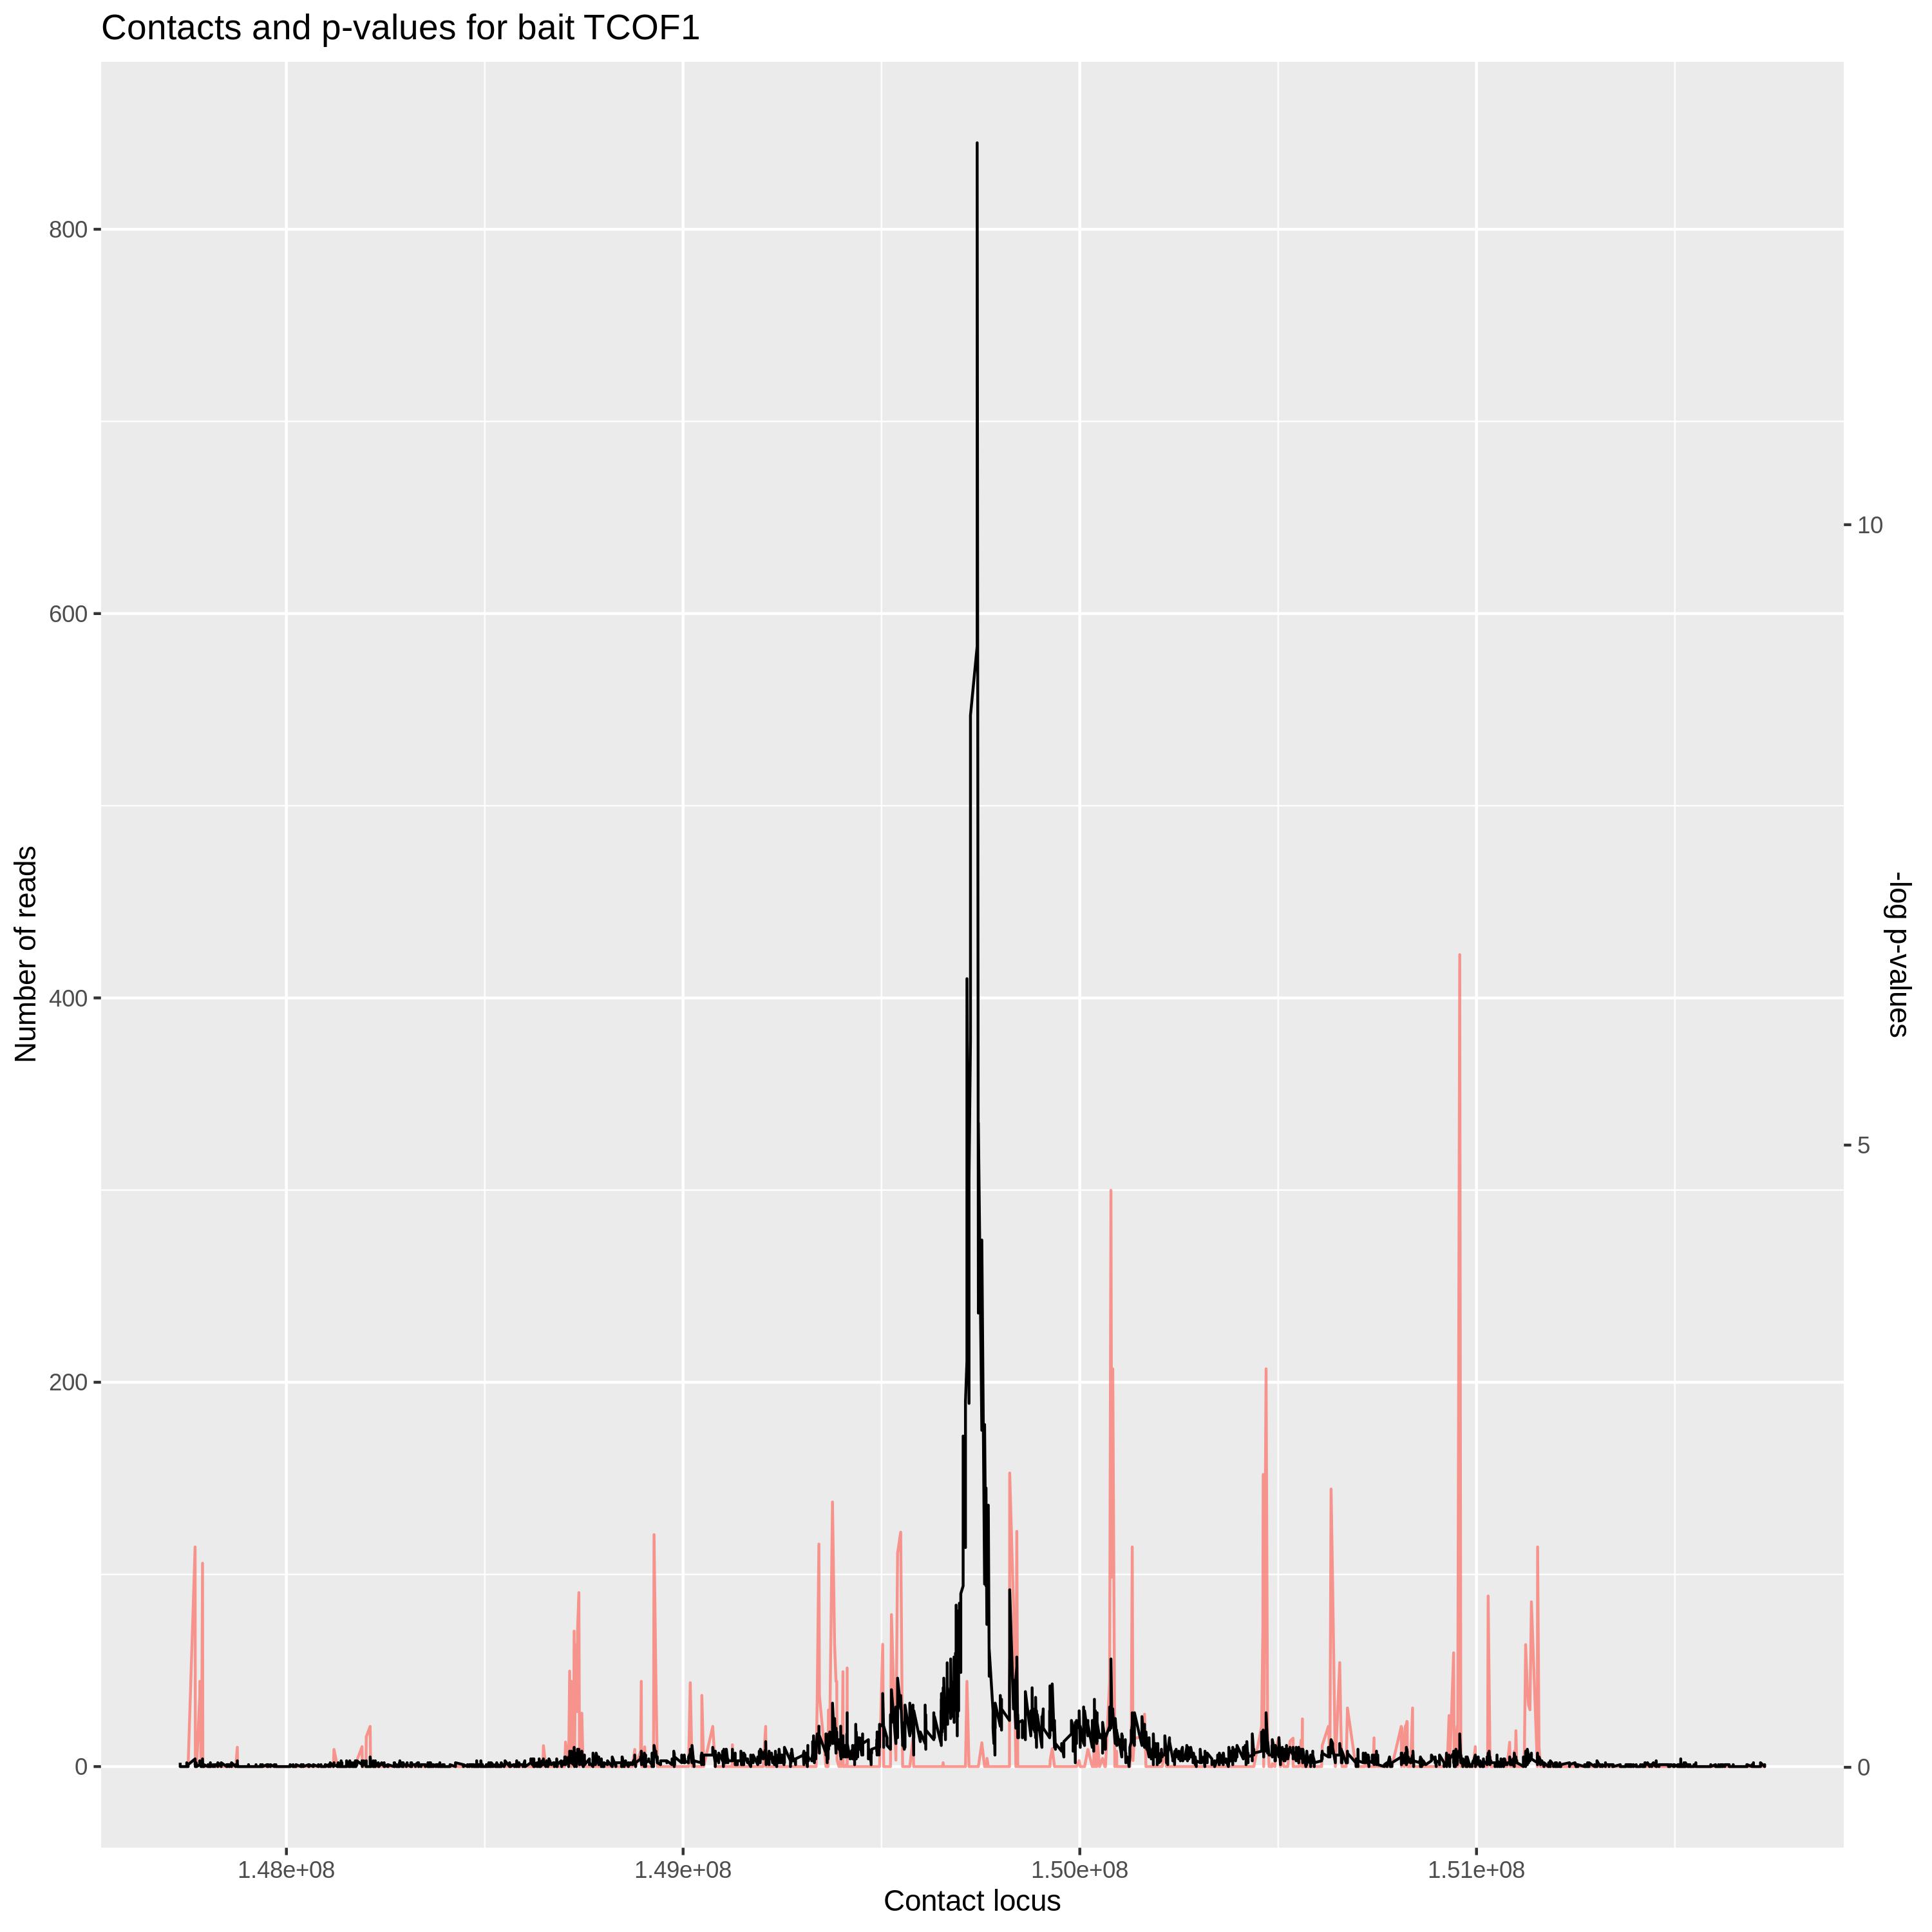 Contacts and p-values for bait TCOF1
800
600
400
200
0
Number of reads
10
5
0
-log p-values
1.48e+08
1.49e+08
1.50e+08
1.51e+08
Contact locus